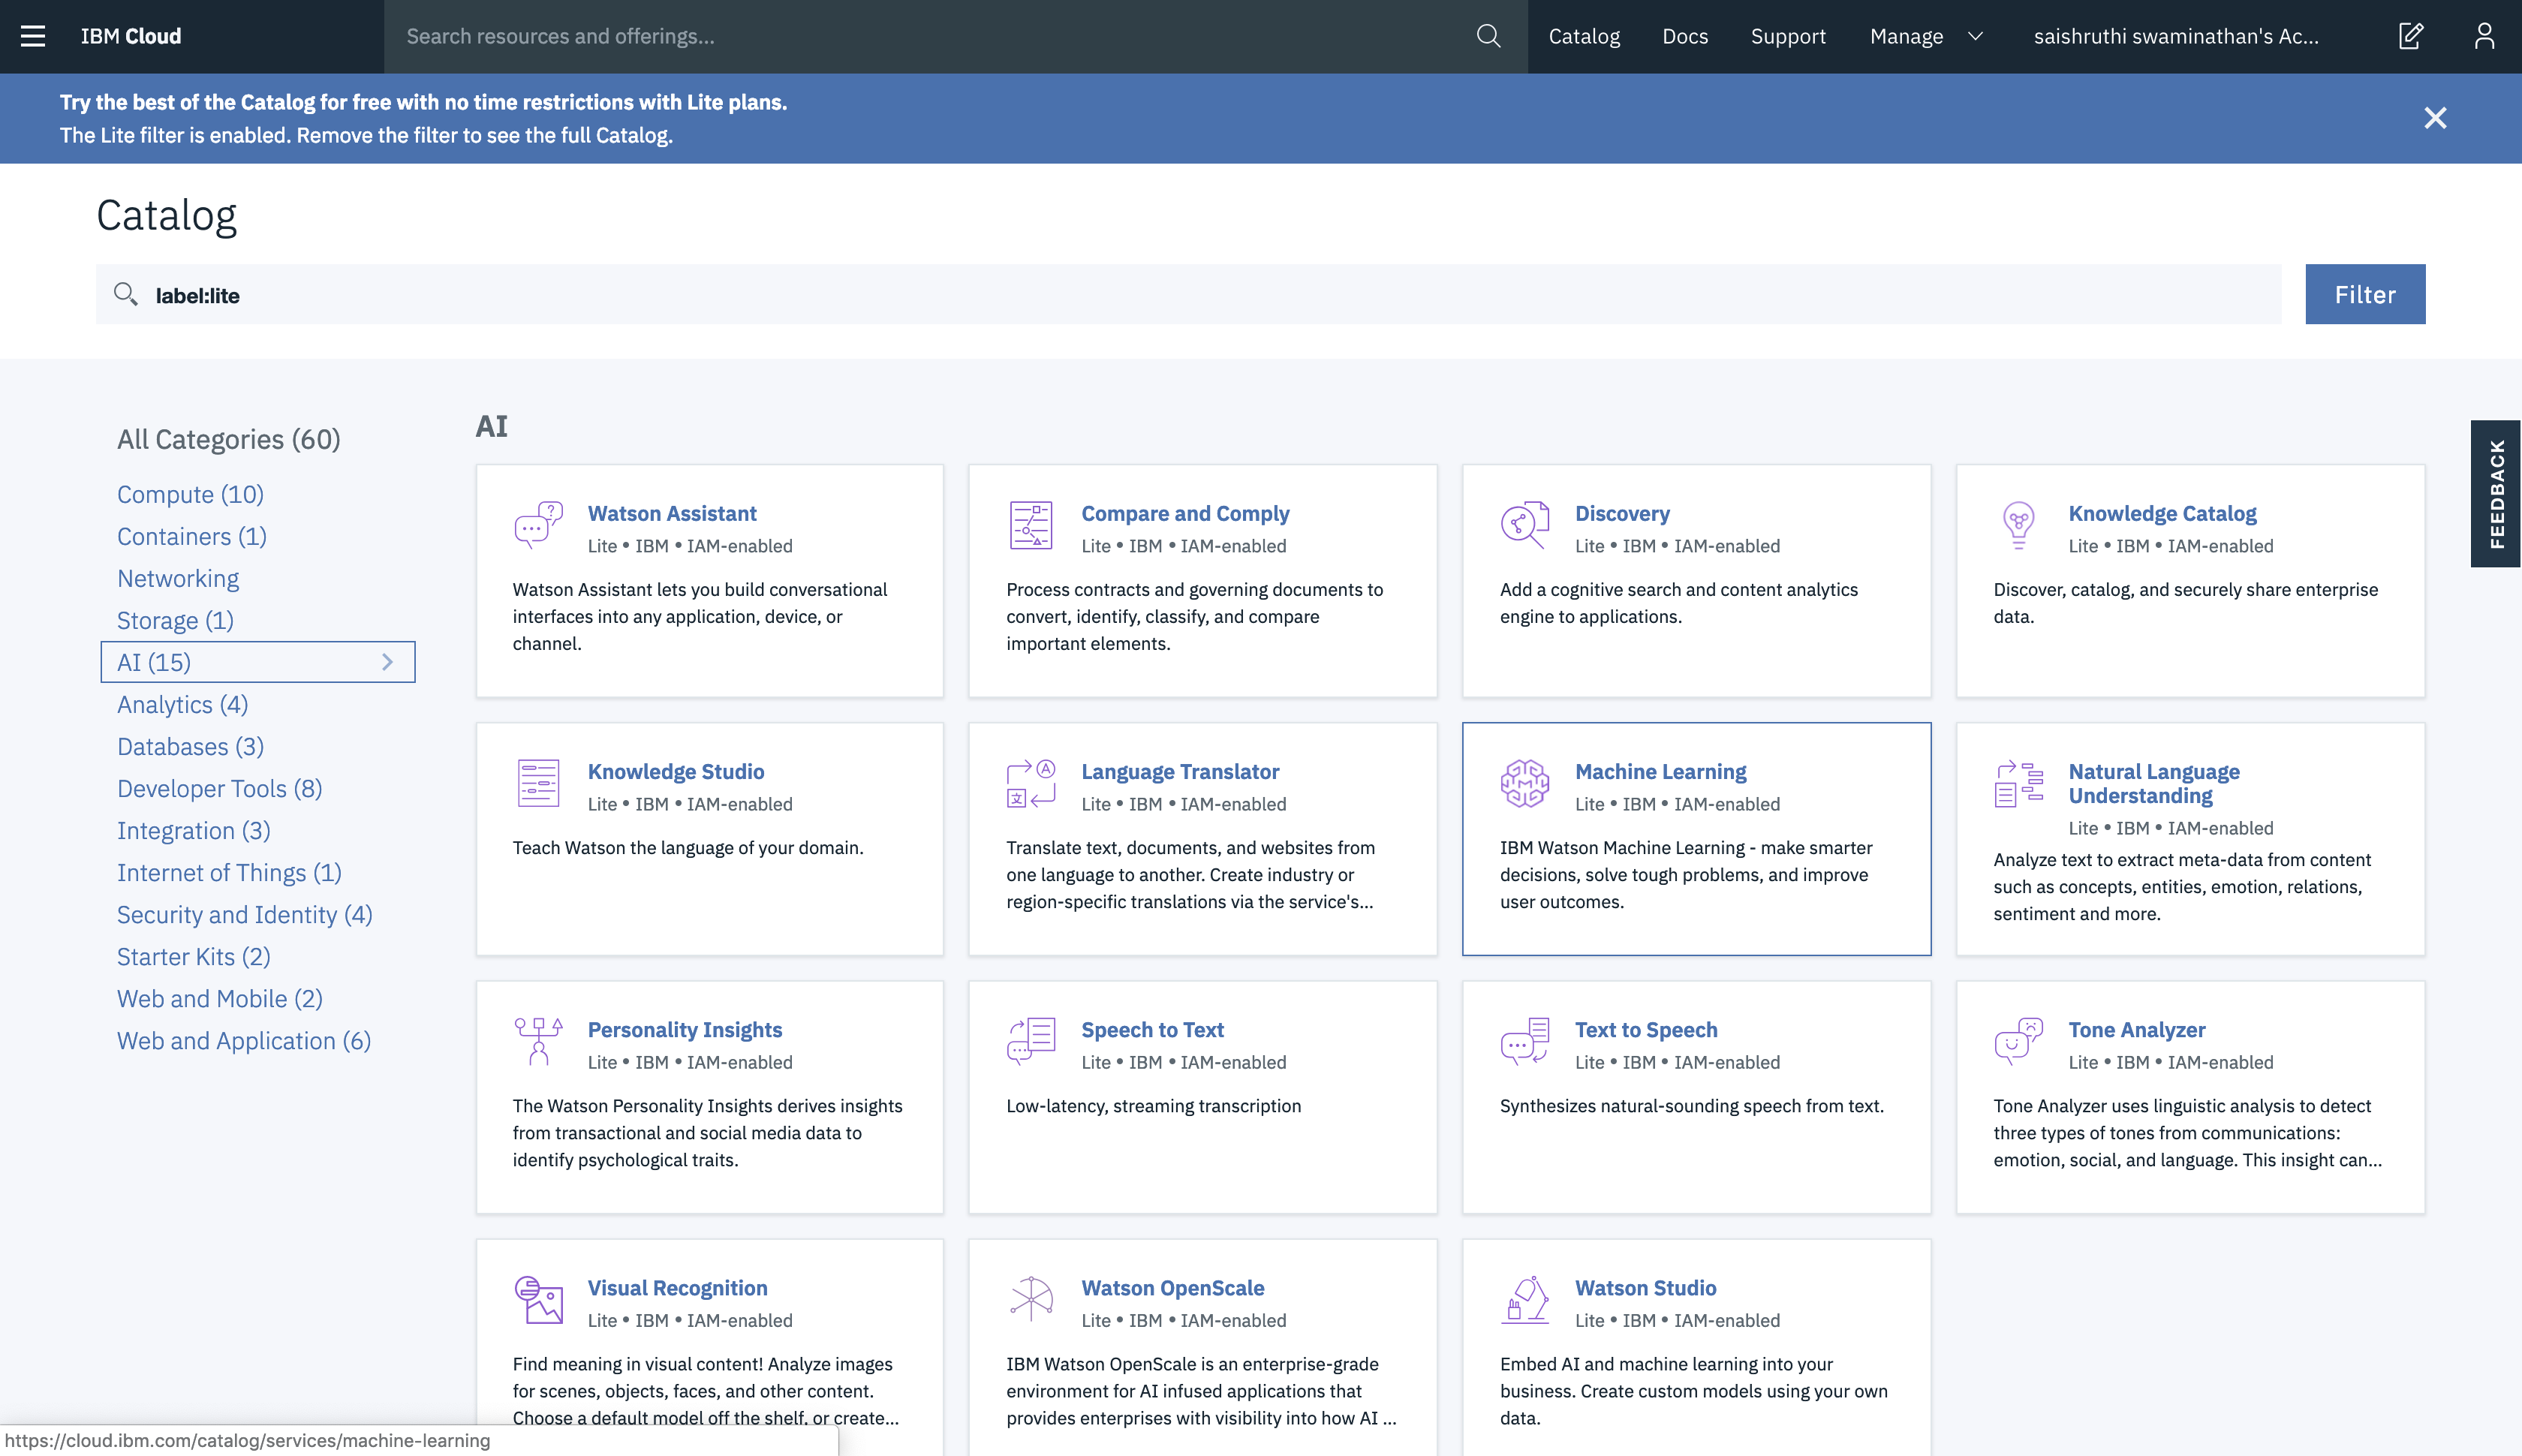 IBM Cloud
Search resources and offerings...
Catalog
Docs
Support
Manage
saishruthi swaminathan's Ac...
Try the best of the Catalog for free with no time restrictions with Lite plans.
The Lite filter is enabled. Remove the filter to see the full Catalog.
Catalog
label:lite
Filter
FEEDBACK
All Categories (60)
Compute (10)
Containers (1)
Networking
Storage (1)
AI (15)
Analytics (4)
Databases (3)
Developer Tools (8)
Integration (3)
Internet of Things (1)
Security and Identity (4)
Starter Kits (2)
Web and Mobile (2)
Web and Application (6)
AI
Watson Assistant
Lite • IBM • IAM-enabled
Watson Assistant lets you build conversational
interfaces into any application, device, or
channel.
Compare and Comply
Lite • IBM • IAM-enabled
Process contracts and governing documents to
convert, identify, classify, and compare
important elements.
Discovery
Lite • IBM • IAM-enabled
Add a cognitive search and content analytics
engine to applications.
Knowledge Catalog
Lite • IBM • IAM-enabled
Discover, catalog, and securely share enterprise
data.
Knowledge Studio
Lite • IBM • IAM-enabled
Teach Watson the language of your domain.
Language Translator
Lite • IBM • IAM-enabled
Translate text, documents, and websites from
one language to another. Create industry or
region-specific translations via the service's...
Machine Learning
Lite • IBM • IAM-enabled
IBM Watson Machine Learning - make smarter
decisions, solve tough problems, and improve
user outcomes.
Natural Language
Understanding
Lite • IBM • IAM-enabled
Analyze text to extract meta-data from content
such as concepts, entities, emotion, relations,
sentiment and more.
Personality Insights
Lite • IBM • IAM-enabled
The Watson Personality Insights derives insights
from transactional and social media data to
identify psychological traits.
Speech to Text
Lite • IBM • IAM-enabled
Low-latency, streaming transcription
Text to Speech
Lite • IBM • IAM-enabled
Synthesizes natural-sounding speech from text.
Tone Analyzer
Lite • IBM • IAM-enabled
Tone Analyzer uses linguistic analysis to detect
three types of tones from communications:
emotion, social, and language. This insight can...
Visual Recognition
Lite • IBM • IAM-enabled
Find meaning in visual content! Analyze images
for scenes, objects, faces, and other content.
Choose a default model off the shelf, or create...
Watson OpenScale
Lite • IBM • IAM-enabled
IBM Watson OpenScale is an enterprise-grade
environment for AI infused applications that
provides enterprises with visibility into how AI ...
Watson Studio
Lite • IBM • IAM-enabled
Embed AI and machine learning into your
business. Create custom models using your own
data.
https://cloud.ibm.com/catalog/services/machine-learning